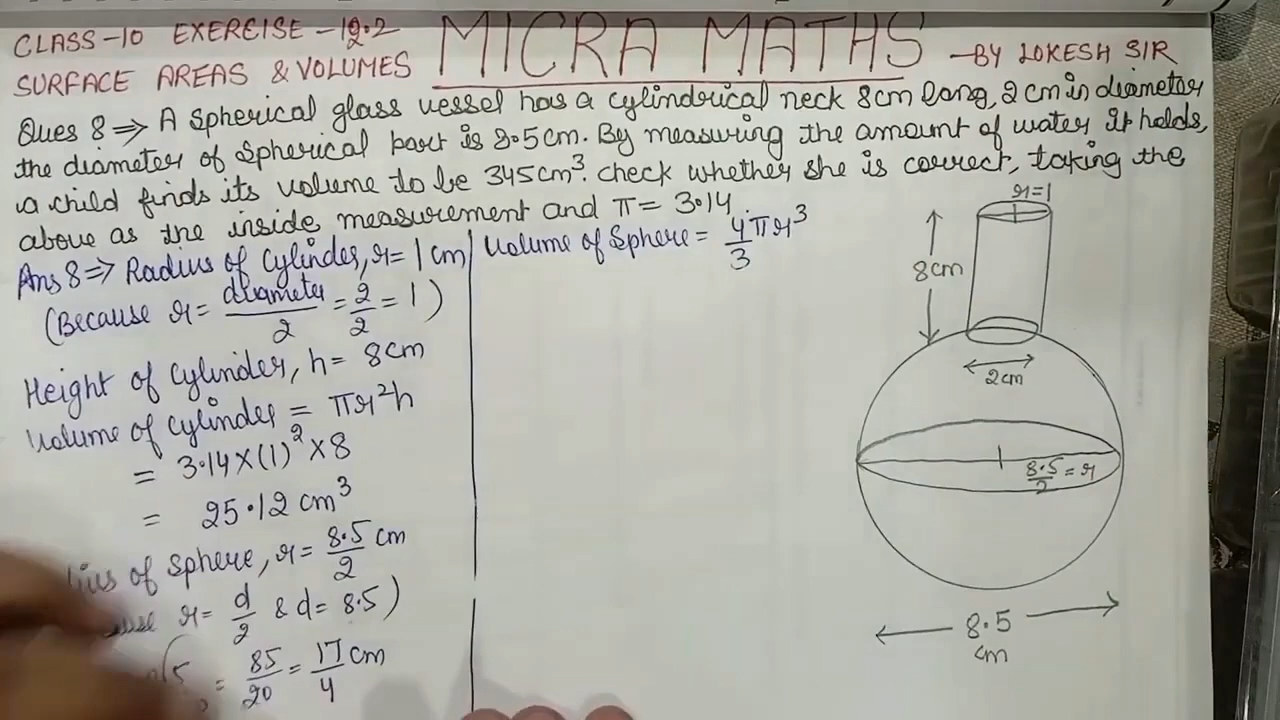 CLASS-10 EXERCISE-12.2
SURFACE AREAS & VOLUMES
MICRA MATHS
-BY LOKESH SIR
Ques 8 ⇒ A Spherical glass vessel has a cylindrical neck 8cm long, 2 cm in diameter
the diameter of Spherical part is 8.5cm. By measuring the amount of water it holds,
a child finds its volume to be 345cm³. check whether she is correct, taking the
above as the inside measurement and π = 3.14.
Ans 8 ⇒ Radius of Cylinder, r = 1 cm
(Because r = diameter/2 = 2/2 = 1)
Height of Cylinder, h = 8cm
Volume of Cylinder = πr²h
= 3.14×(1)²×8
= 25.12 cm³
of Sphere, r = 8.5/2 cm
r = d/2 & d = 8.5)
= 85/20 = 17/4 cm
Volume of Sphere = 4/3 πr³
r=1
8cm
2cm
8.5/2 = r
8.5
cm